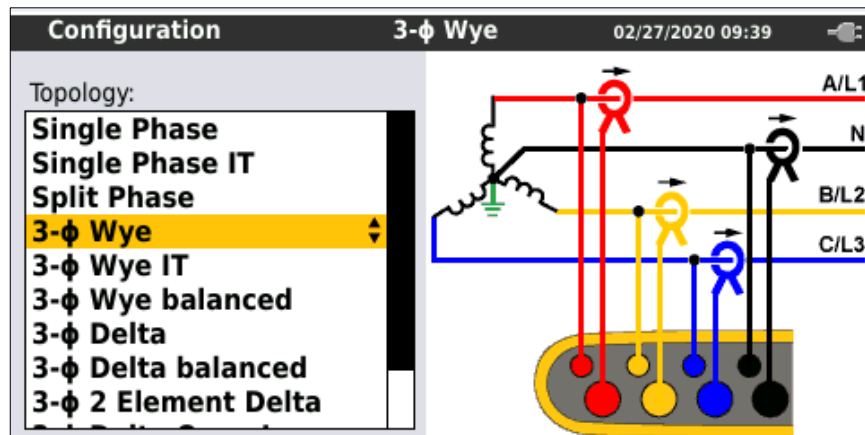 Configuration 3-ϕ Wye 02/27/2020 09:39
Topology:
Single Phase
Single Phase IT
Split Phase
3-ϕ Wye
3-ϕ Wye IT
3-ϕ Wye balanced
3-ϕ Delta
3-ϕ Delta balanced
3-ϕ 2 Element Delta
A/L1
N
B/L2
C/L3